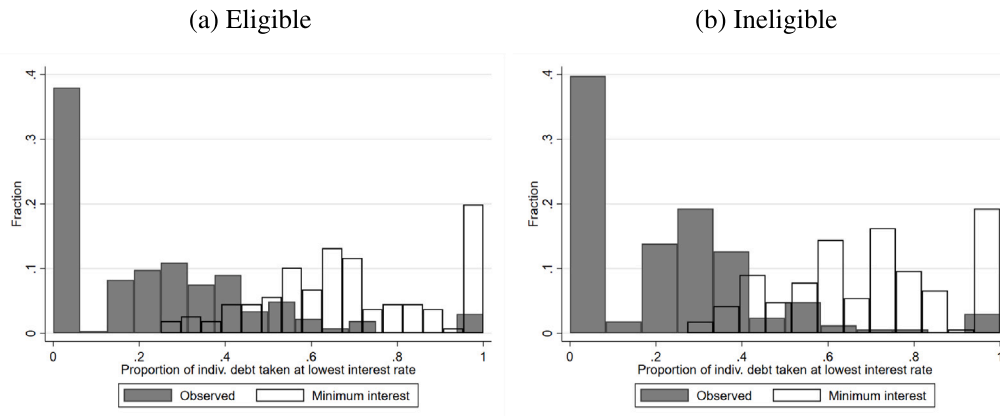 (a) Eligible
.4
.3
.2
.1
0
Fraction
0 .2 .4 .6 .8 1
Proportion of indiv. debt taken at lowest interest rate
Observed Minimum interest
(b) Ineligible
.4
.3
.2
.1
0
Fraction
0 .2 .4 .6 .8 1
Proportion of indiv. debt taken at lowest interest rate
Observed Minimum interest